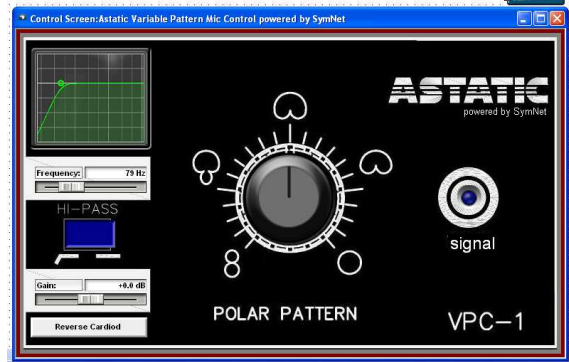 Control Screen:Astatic Variable Pattern Mic Control powered by SymNet
ASTATIC
powered by SymNet
Frequency: 79 Hz
HI-PASS
signal
Gain: +0.0 dB
POLAR PATTERN
VPC-1
Reverse Cardiod